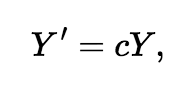 Y′ = cY,